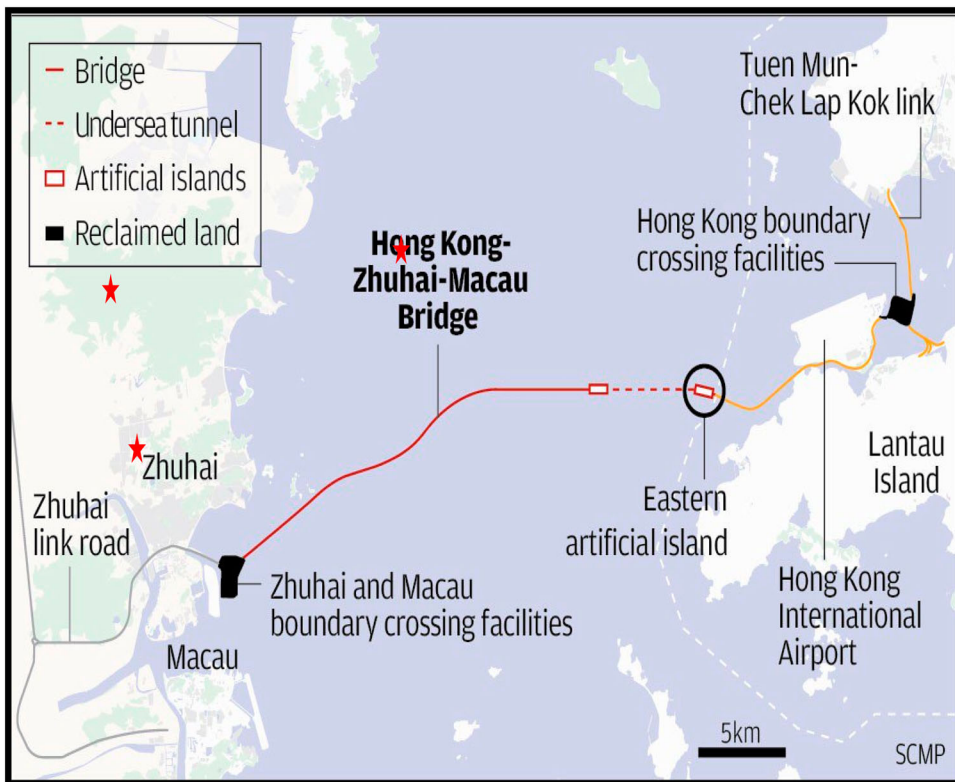 Bridge
Undersea tunnel
Artificial islands
Reclaimed land
Tuen Mun-
Chek Lap Kok link
Hong Kong boundary
crossing facilities
Hong Kong-
Zhuhai-Macau
Bridge
Zhuhai
Zhuhai
link road
Eastern
artificial island
Lantau
Island
Zhuhai and Macau
boundary crossing facilities
Hong Kong
International
Airport
Macau
5km
SCMP